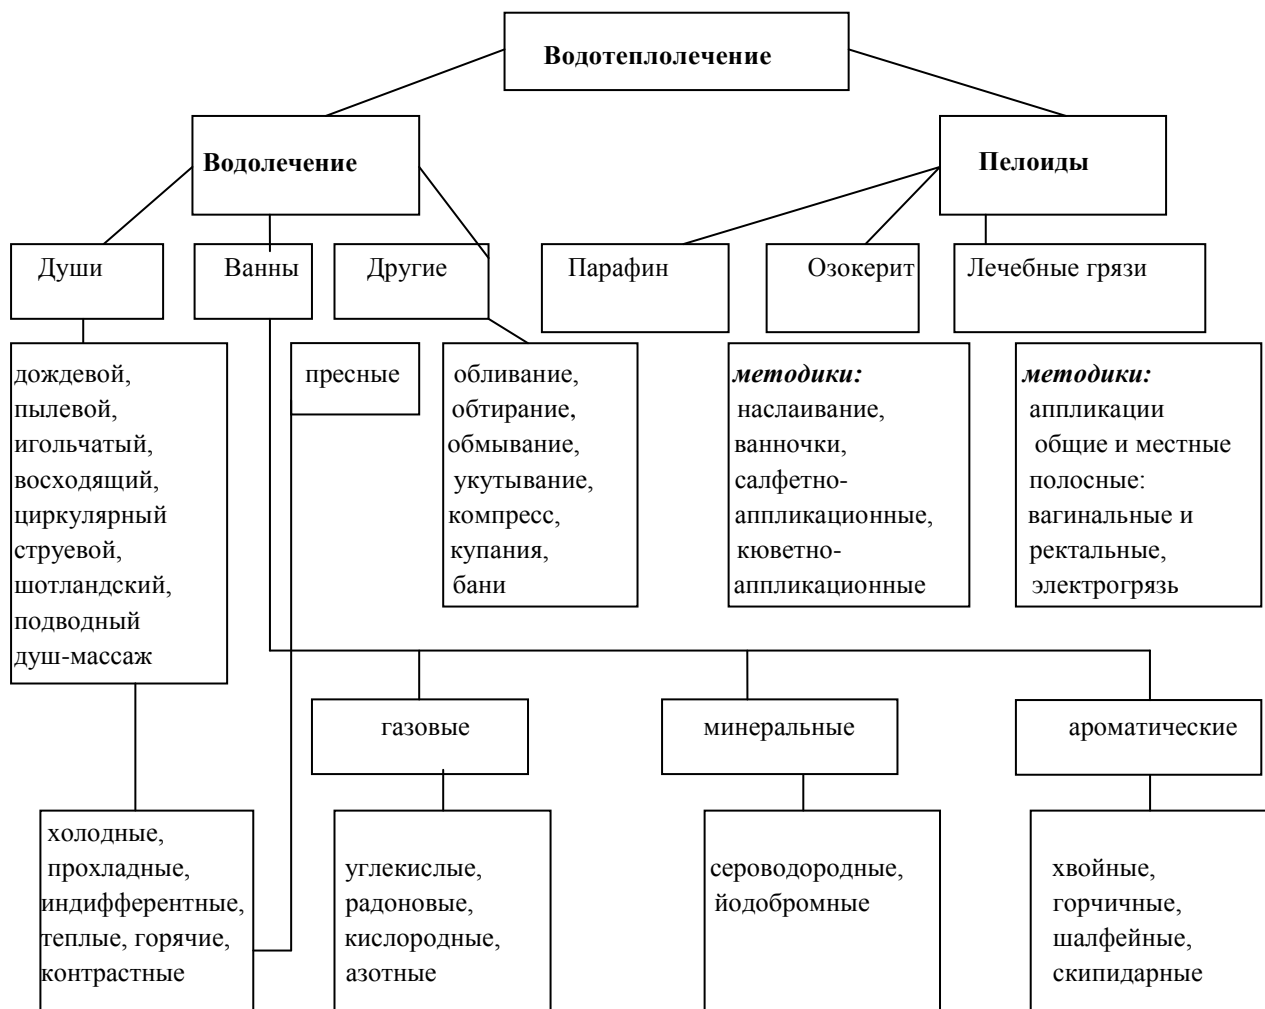 Водотеплолечение
Водолечение
Пелоиды
Души
Ванны
Другие
Парафин
Озокерит
Лечебные грязи
дождевой,
пылевой,
игольчатый,
восходящий,
циркулярный
струевой,
шотландский,
подводный
душ-массаж
пресные
обливание,
обтирание,
обмывание,
укутывание,
компресс,
купания,
бани
методики:
наслаивание,
ванночки,
салфетно-
аппликационные,
кюветно-
аппликационные
методики:
аппликации
общие и местные
полосные:
вагинальные и
ректальные,
электрогрязь
газовые
минеральные
ароматические
холодные,
прохладные,
индифферентные,
теплые, горячие,
контрастные
углекислые,
радоновые,
кислородные,
азотные
сероводородные,
йодобромные
хвойные,
горчичные,
шалфейные,
скипидарные